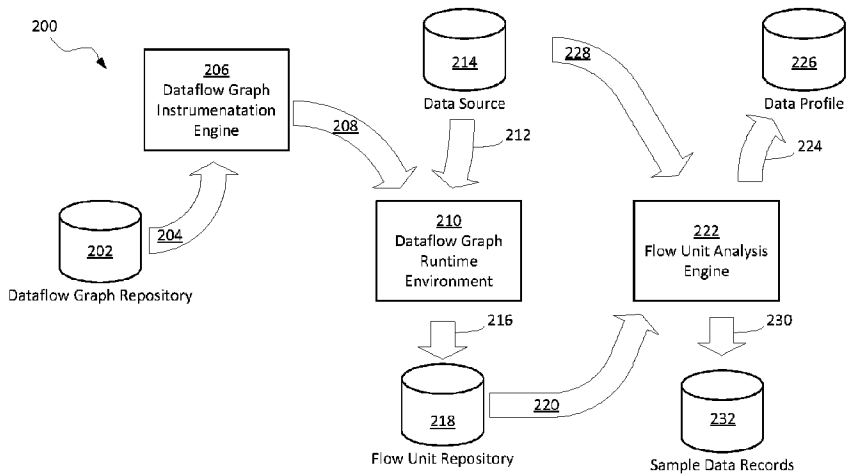 200
206
Dataflow Graph
Instrumenatation
Engine
208
214
Data Source
212
228
226
Data Profile
224
204
202
Dataflow Graph Repository
210
Dataflow Graph
Runtime
Environment
222
Flow Unit Analysis
Engine
216
218
Flow Unit Repository
220
230
232
Sample Data Records